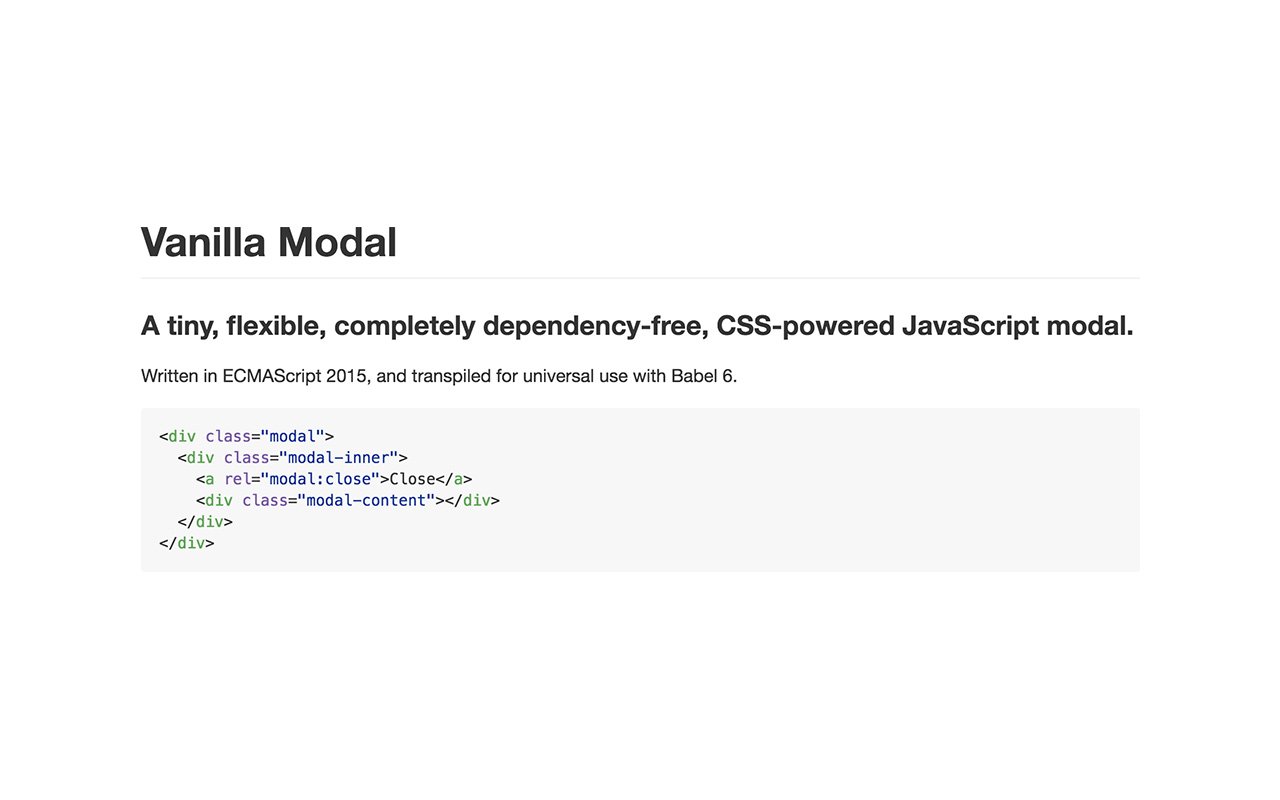 Vanilla Modal
A tiny, flexible, completely dependency-free, CSS-powered JavaScript modal.
Written in ECMAScript 2015, and transpiled for universal use with Babel 6.
<div class="modal">
  <div class="modal-inner">
    <a rel="modal:close">Close</a>
    <div class="modal-content"></div>
  </div>
</div>